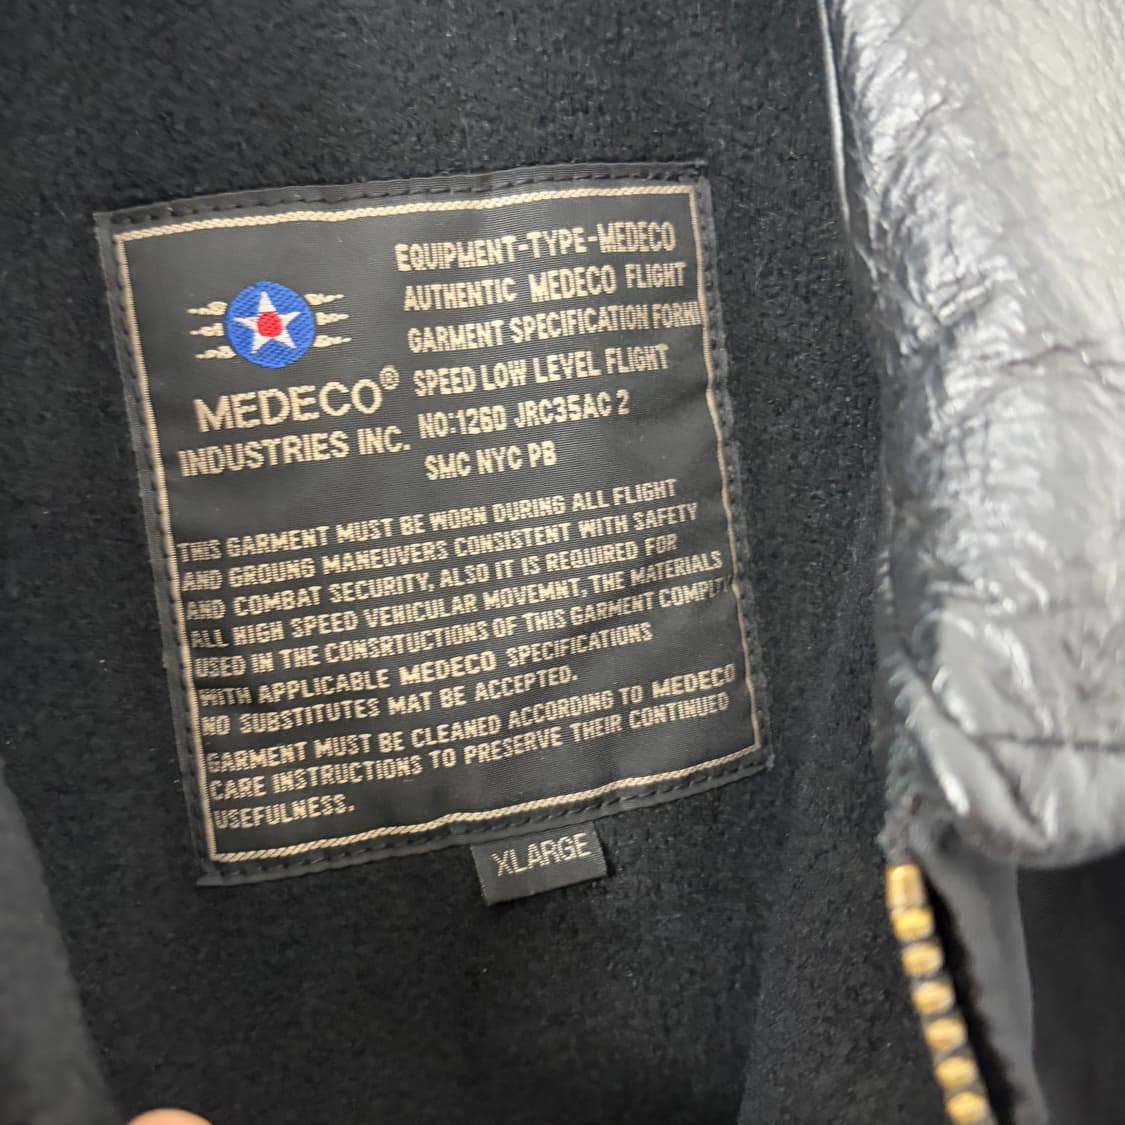 EQUIPMENT-TYPE-MEDECO
AUTHENTIC MEDECO FLIGHT
GARMENT SPECIFICATION FORHI
SPEED LOW LEVEL FLIGHT
NO:1260 JRC35AC 2
SMC NYC PB
MEDECO®
INDUSTRIES INC.
THIS GARMENT MUST BE WORN DURING ALL FLIGHT
AND GROUNG MANEUVERS CONSISTENT WITH SAFETY
AND COMBAT SECURITY, ALSO IT IS REQUIRED FOR
ALL HIGH SPEED VEHICULAR MOVEMNT, THE MATERIALS
USED IN THE CONSRTUCTIONS OF THIS GARMENT
WITH APPLICABLE MEDECO SPECIFICATIONS
NO SUBSTITUTES MAT BE ACCEPTED.
GARMENT MUST BE CLEANED ACCORDING TO MEDECO
CARE INSTRUCTIONS TO PRESERVE THEIR CONTINUED
USEFULNESS.
XLARGE